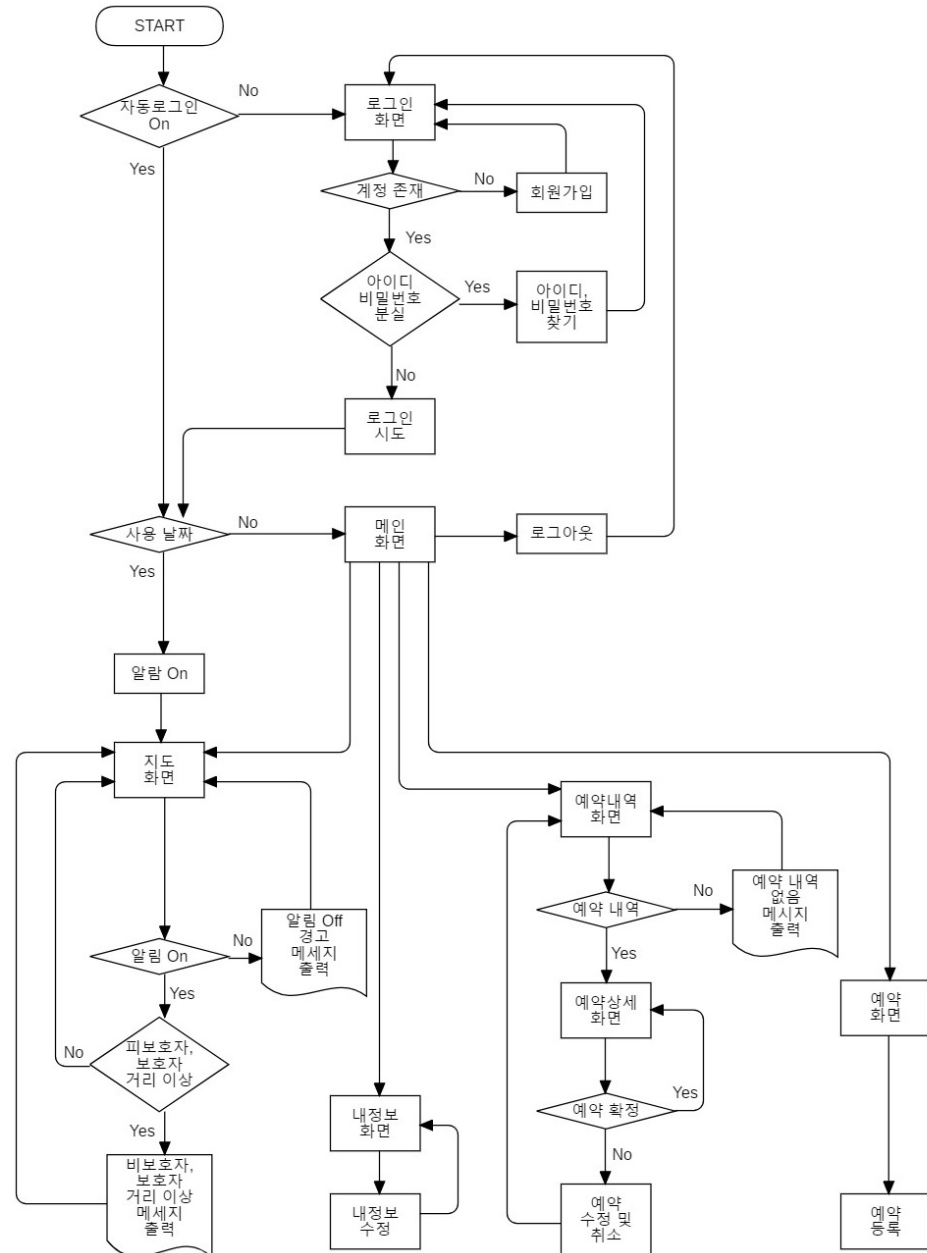 START
자동로그인
On
No
Yes
로그인
화면
계정 존재
No
회원가입
Yes
아이디
비밀번호
분실
Yes
아이디,
비밀번호
찾기
No
로그인
시도
사용 날짜
No
메인
화면
로그아웃
Yes
알람 On
지도
화면
알림 On
No
알림 Off
경고
메세지
출력
Yes
피보호자,
보호자
거리 이상
No
Yes
비보호자,
보호자
거리 이상
메세지
출력
내정보
화면
내정보
수정
예약내역
화면
예약 내역
No
예약 내역
없음
메시지
출력
Yes
예약상세
화면
예약 확정
Yes
No
예약
수정 및
취소
예약
화면
예약
등록